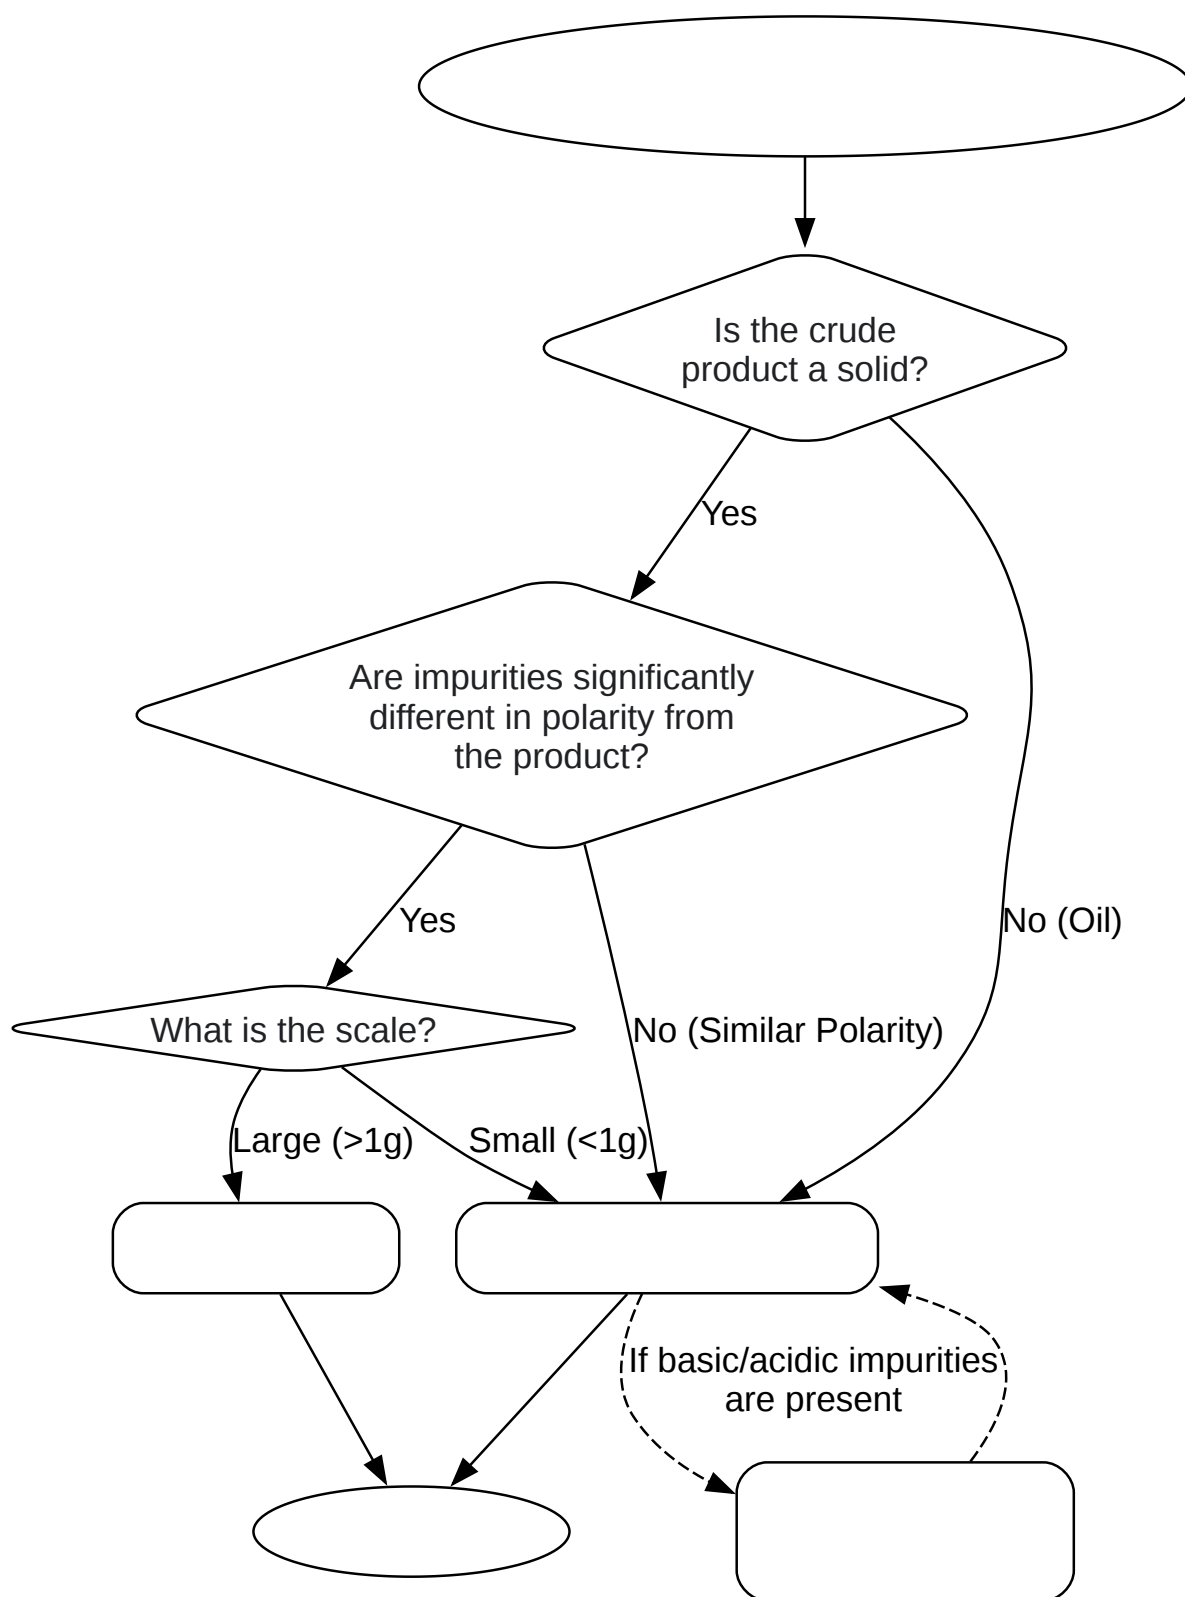 Is the crude
product a solid?
Yes
Are impurities significantly
different in polarity from
the product?
Yes
No (Oil)
What is the scale?
No (Similar Polarity)
Large (>1g)
Small (<1g)
If basic/acidic impurities
are present